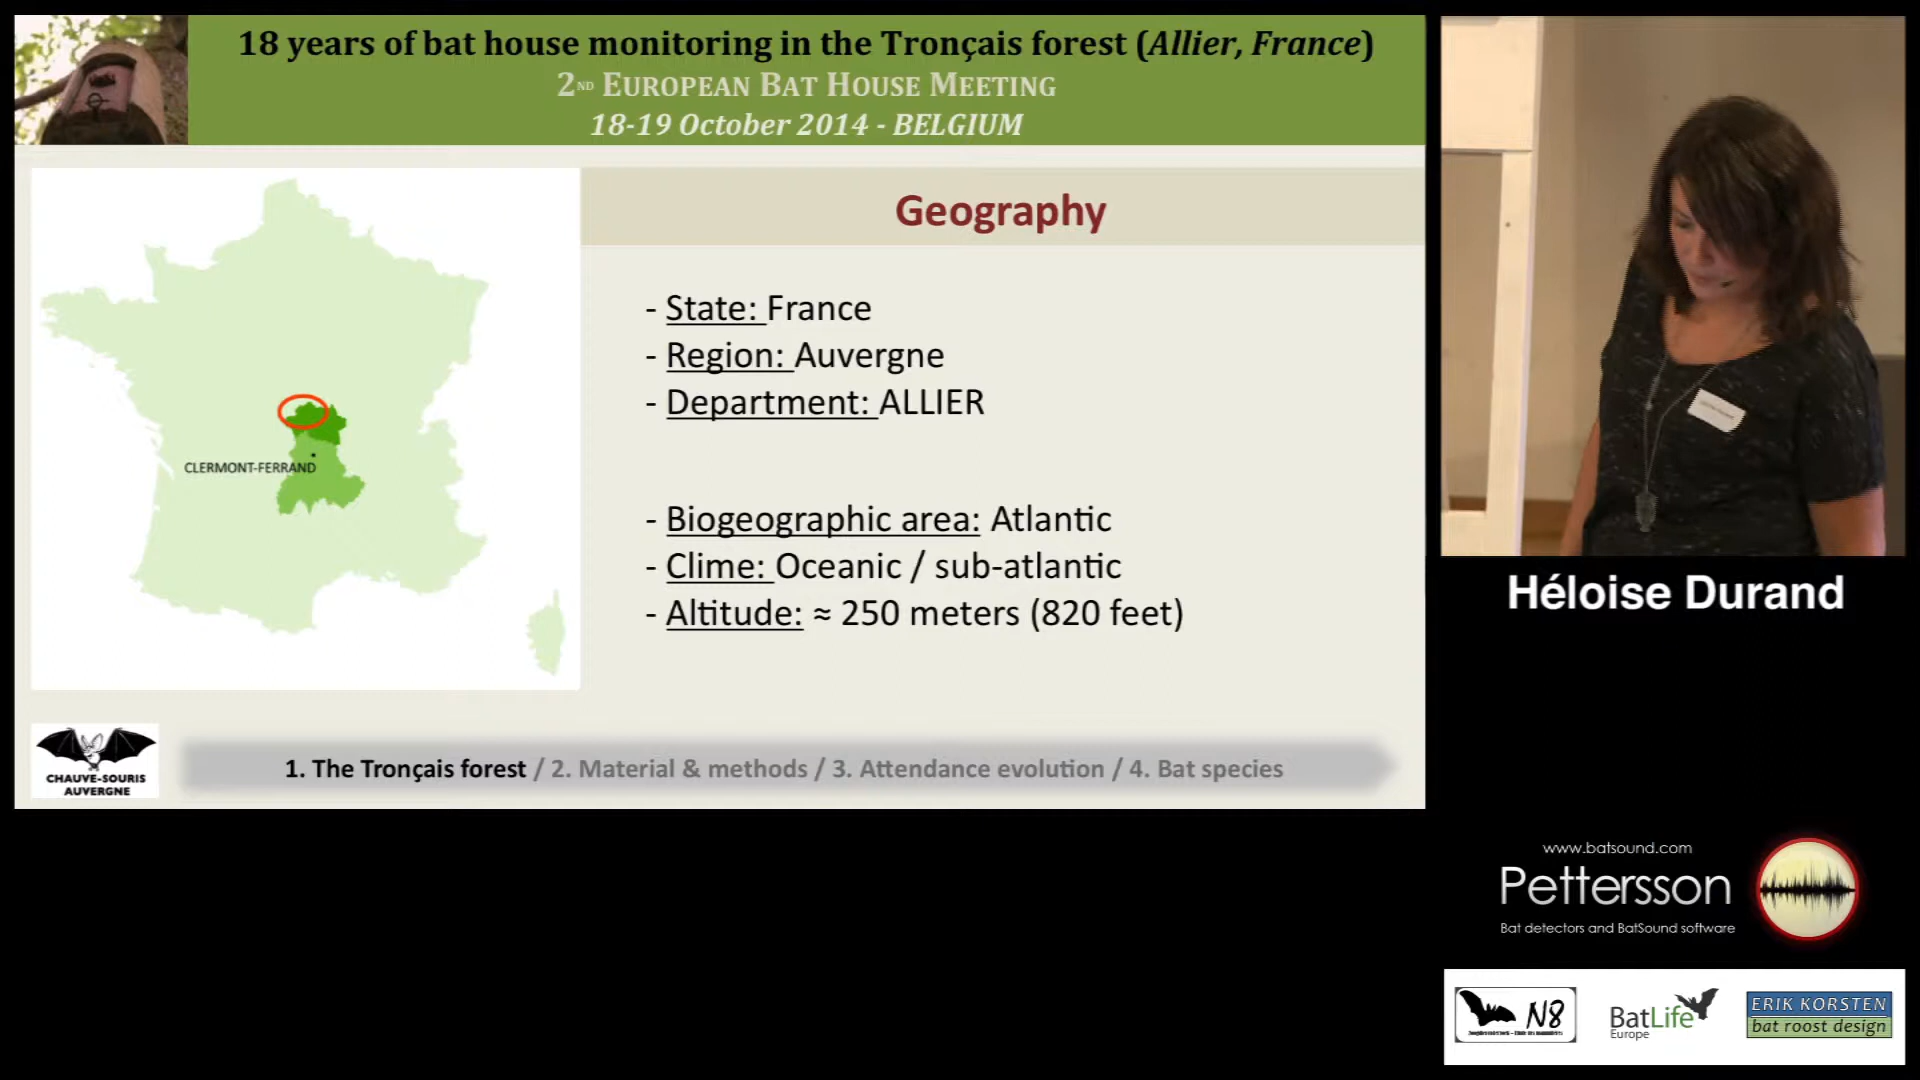 18 years of bat house monitoring in the Tronçais forest (Allier, France)
2ND EUROPEAN BAT HOUSE MEETING
18-19 October 2014 - BELGIUM
Geography
- State: France
- Region: Auvergne
- Department: ALLIER
CLERMONT-FERRAND
- Biogeographic area: Atlantic
- Clime: Oceanic / sub-atlantic
- Altitude: ≈ 250 meters (820 feet)
CHAUVE-SOURIS
AUVERGNE
1. The Tronçais forest / 2. Material & methods / 3. Attendance evolution / 4. Bat species
Héloise Durand
www.batsound.com
Pettersson
Bat detectors and BatSound software
N8
BatLife
Europe
ERIK KORSTEN
bat roost design